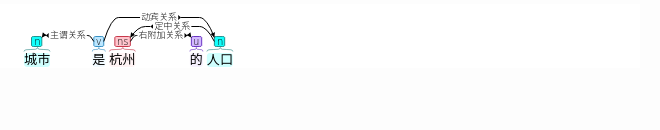 动宾关系
定中关系
主谓关系 右附加关系
n v ns u n
城市 是 杭州 的 人口